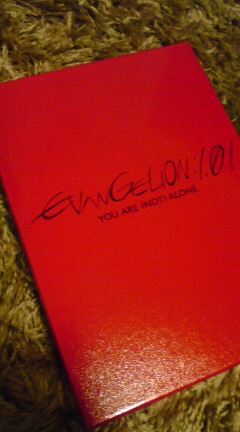 EVANGELION:1.01
YOU ARE (NOT) ALONE